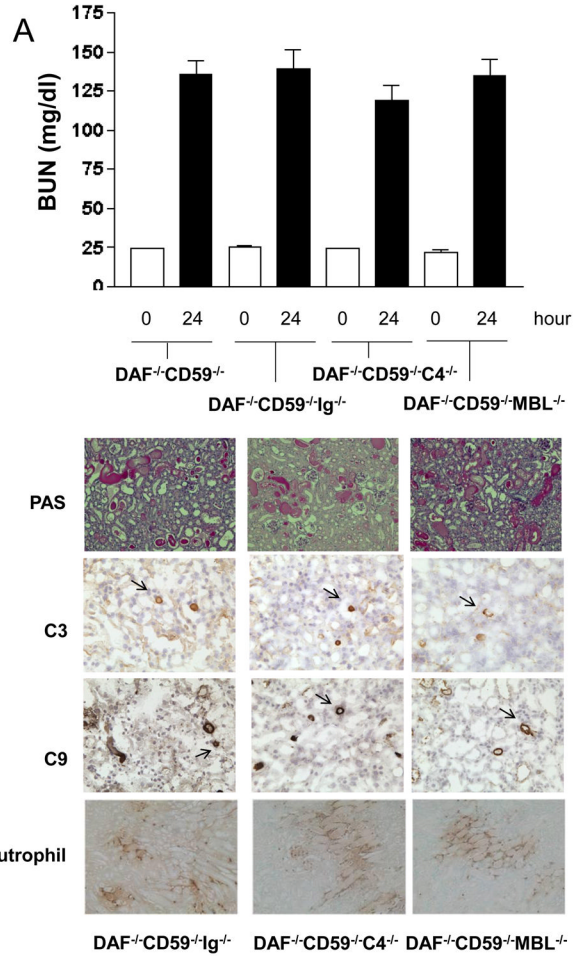 A
175
150
125
100
75
50
25
0
BUN (mg/dl)
0 24 0 24 0 24 0 24 hour
DAF-/-CD59-/- DAF-/-CD59-/-C4-/-
DAF-/-CD59-/-Ig-/- DAF-/-CD59-/-MBL-/-
PAS
C3
C9
utrophil
DAF-/-CD59-/-Ig-/- DAF-/-CD59-/-C4-/- DAF-/-CD59-/-MBL-/-